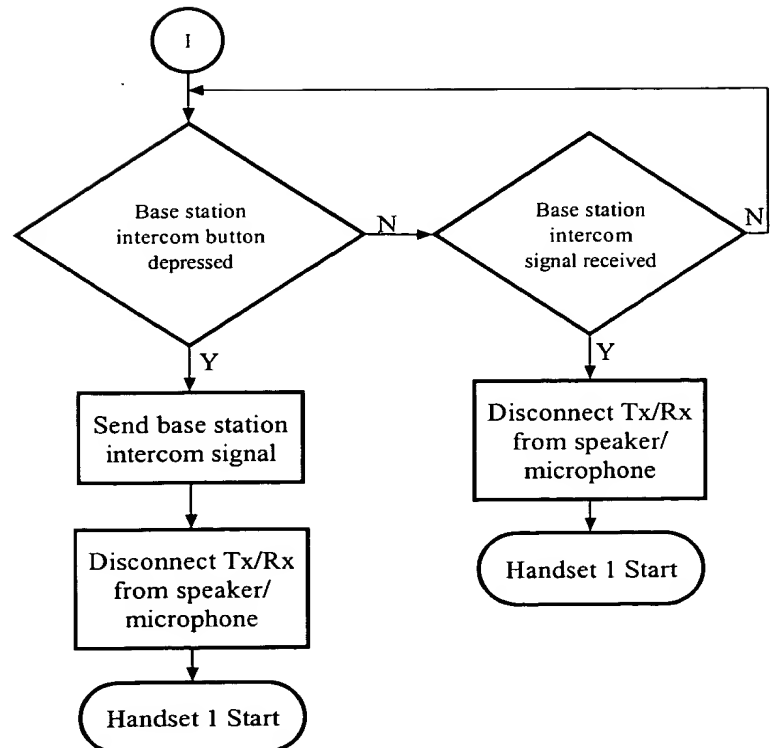 I
Base station
intercom button
depressed
N
Base station
intercom
signal received
N
Y
Send base station
intercom signal
Disconnect Tx/Rx
from speaker/
microphone
Handset 1 Start
Y
Disconnect Tx/Rx
from speaker/
microphone
Handset 1 Start